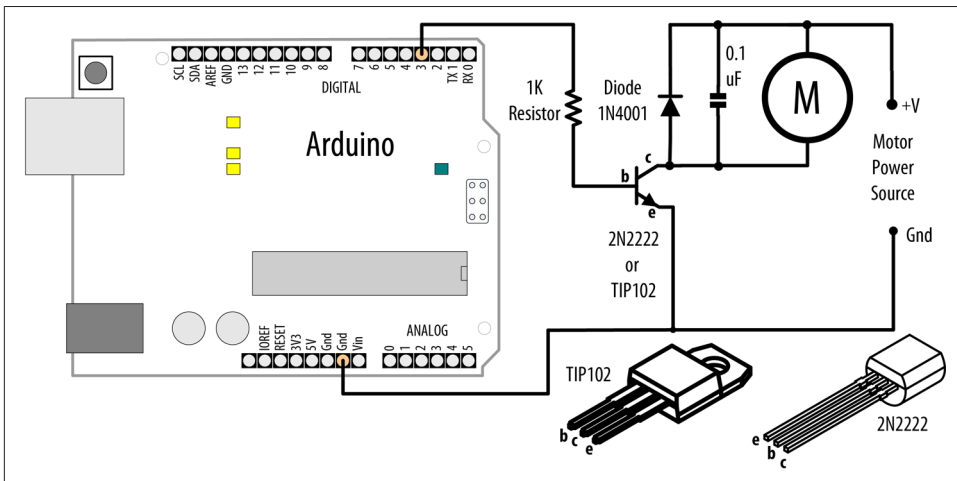 SCL
SDA
AREF
GND
13
12
11
10
9
8
7
6
5
4
3
2
TX 1
RX 0
DIGITAL
Arduino
1K
Resistor
Diode
1N4001
0.1
uF
M
+V
Motor
Power
Source
Gnd
c
b
e
2N2222
or
TIP102
IOREF
RESET
3V3
5V
Gnd
Gnd
Vin
ANALOG
0
1
2
3
4
5
TIP102
b
c
e
2N2222
e
b
c